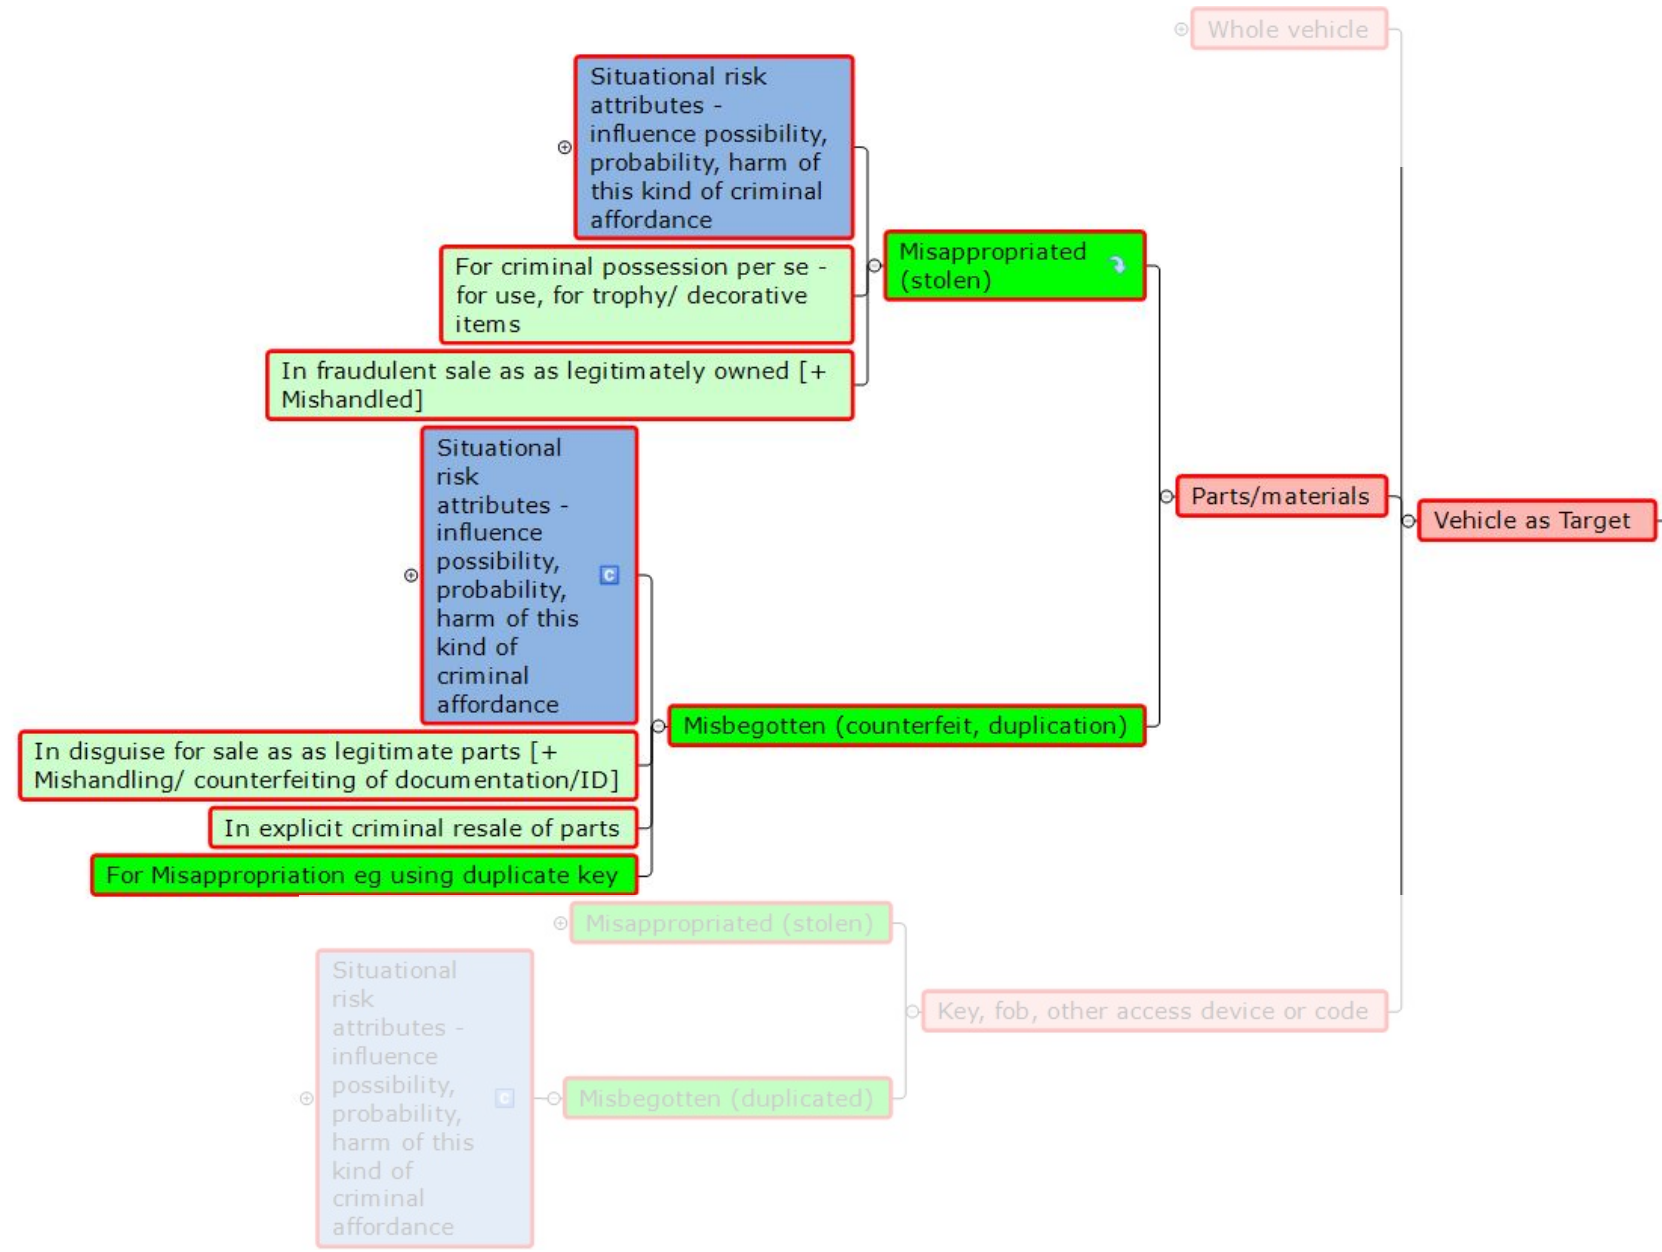 Whole vehicle
Situational risk
attributes -
influence possibility,
probability, harm of
this kind of criminal
affordance
Misappropriated
(stolen)
For criminal possession per se -
for use, for trophy/ decorative
items
In fraudulent sale as as legitimately owned [+
Mishandled]
Situational
risk
attributes -
influence
possibility,
probability,
harm of this
kind of
criminal
affordance
C
Parts/materials
Vehicle as Target
Misbegotten (counterfeit, duplication)
In disguise for sale as as legitimate parts [+
Mishandling/ counterfeiting of documentation/ID]
In explicit criminal resale of parts
For Misappropriation eg using duplicate key
Misappropriated (stolen)
Situational
risk
attributes -
influence
possibility,
probability,
harm of this
kind of
criminal
affordance
C
Key, fob, other access device or code
Misbegotten (duplicated)